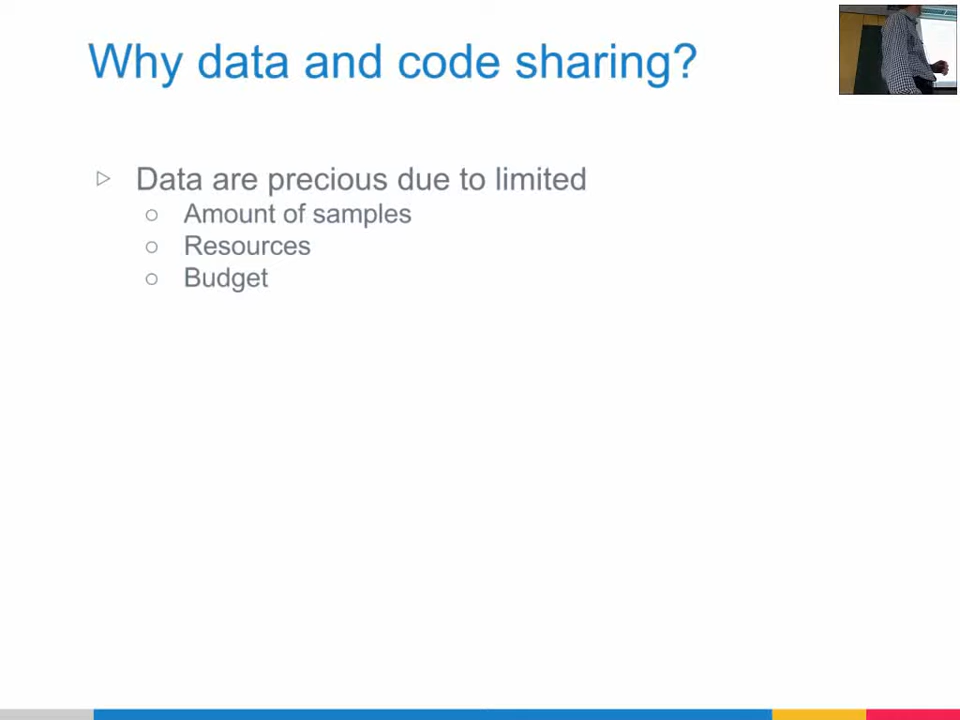 Why data and code sharing?
Data are precious due to limited
Amount of samples
Resources
Budget